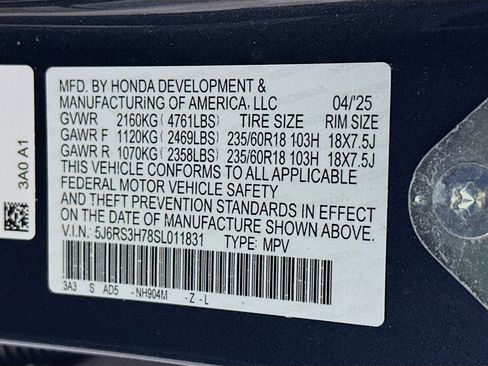 MFD. BY HONDA DEVELOPMENT &
MANUFACTURING OF AMERICA, LLC 04/'25
GVWR 2160KG (4761LBS) TIRE SIZE RIM SIZE
GAWR F 1120KG (2469LBS) 235/60R18 103H 18X7.5J
GAWR R 1070KG (2358LBS) 235/60R18 103H 18X7.5J
THIS VEHICLE CONFORMS TO ALL APPLICABLE
FEDERAL MOTOR VEHICLE SAFETY
AND THEFT PREVENTION STANDARDS IN EFFECT
ON THE DATE OF MANUFACTURE SHOWN ABOVE.
V.I.N: 5J6RS3H78SL011831 TYPE: MPV
3A3 S AD5 -NH904M -Z -L
3A0 A1